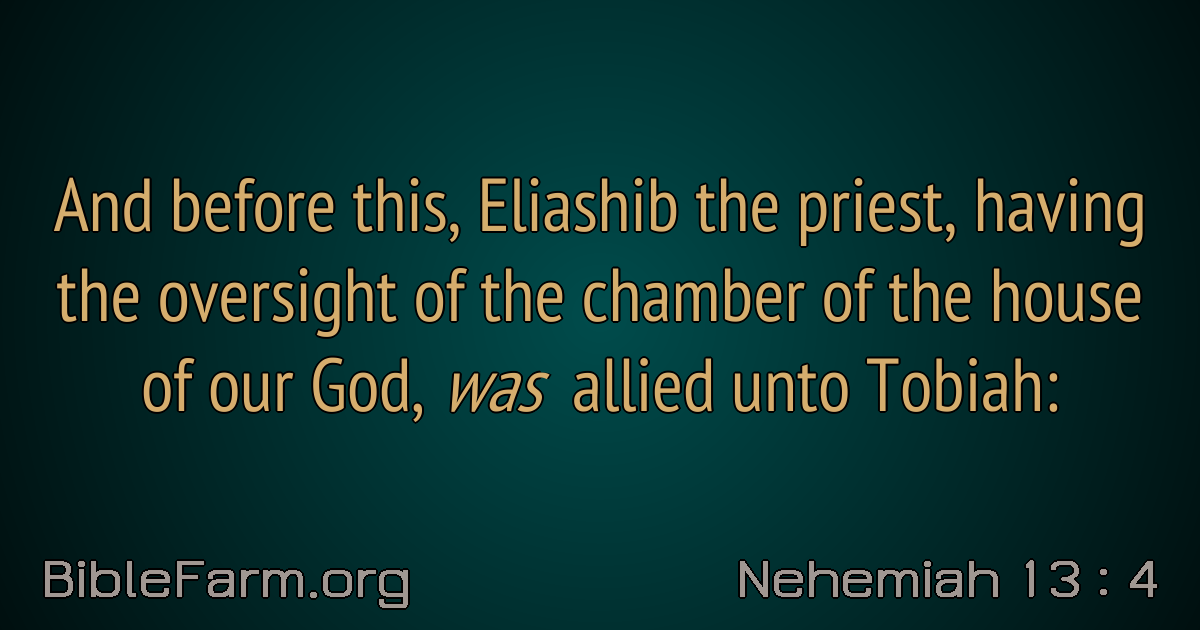 And before this, Eliashib the priest, having
the oversight of the chamber of the house
of our God, was allied unto Tobiah:
BibleFarm.org
Nehemiah 13 : 4